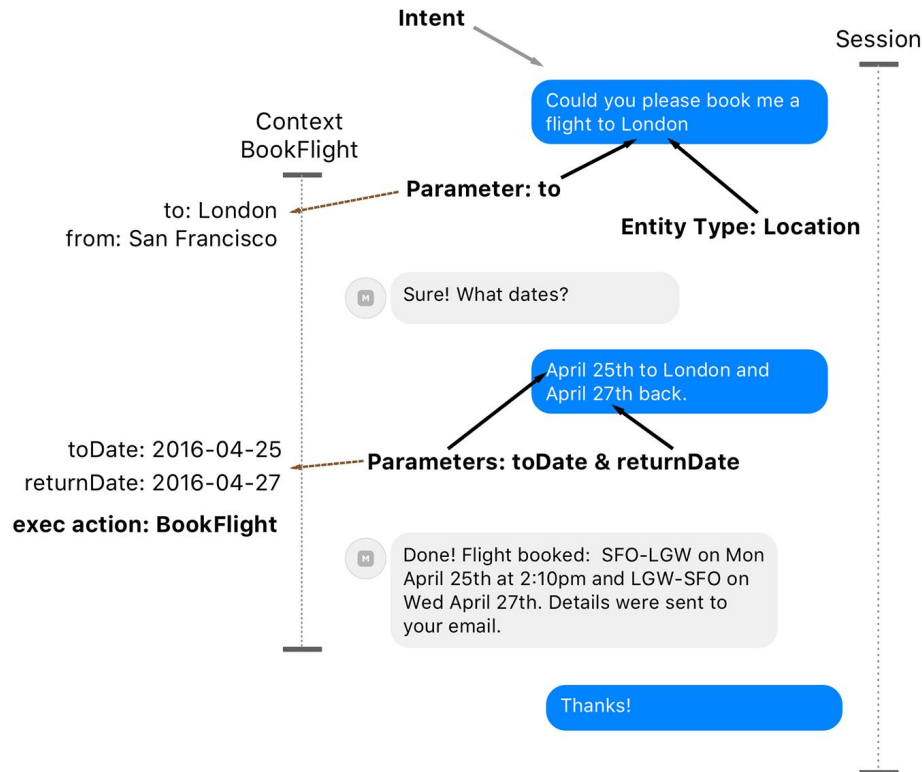 Intent
Session
Could you please book me a
flight to London
Context
BookFlight
Parameter: to
to: London
from: San Francisco
Entity Type: Location
M
Sure! What dates?
April 25th to London and
April 27th back.
toDate: 2016-04-25
Parameters: toDate & returnDate
returnDate: 2016-04-27
exec action: BookFlight
M
Done! Flight booked:  SFO-LGW on Mon
April 25th at 2:10pm and LGW-SFO on
Wed April 27th. Details were sent to
your email.
Thanks!